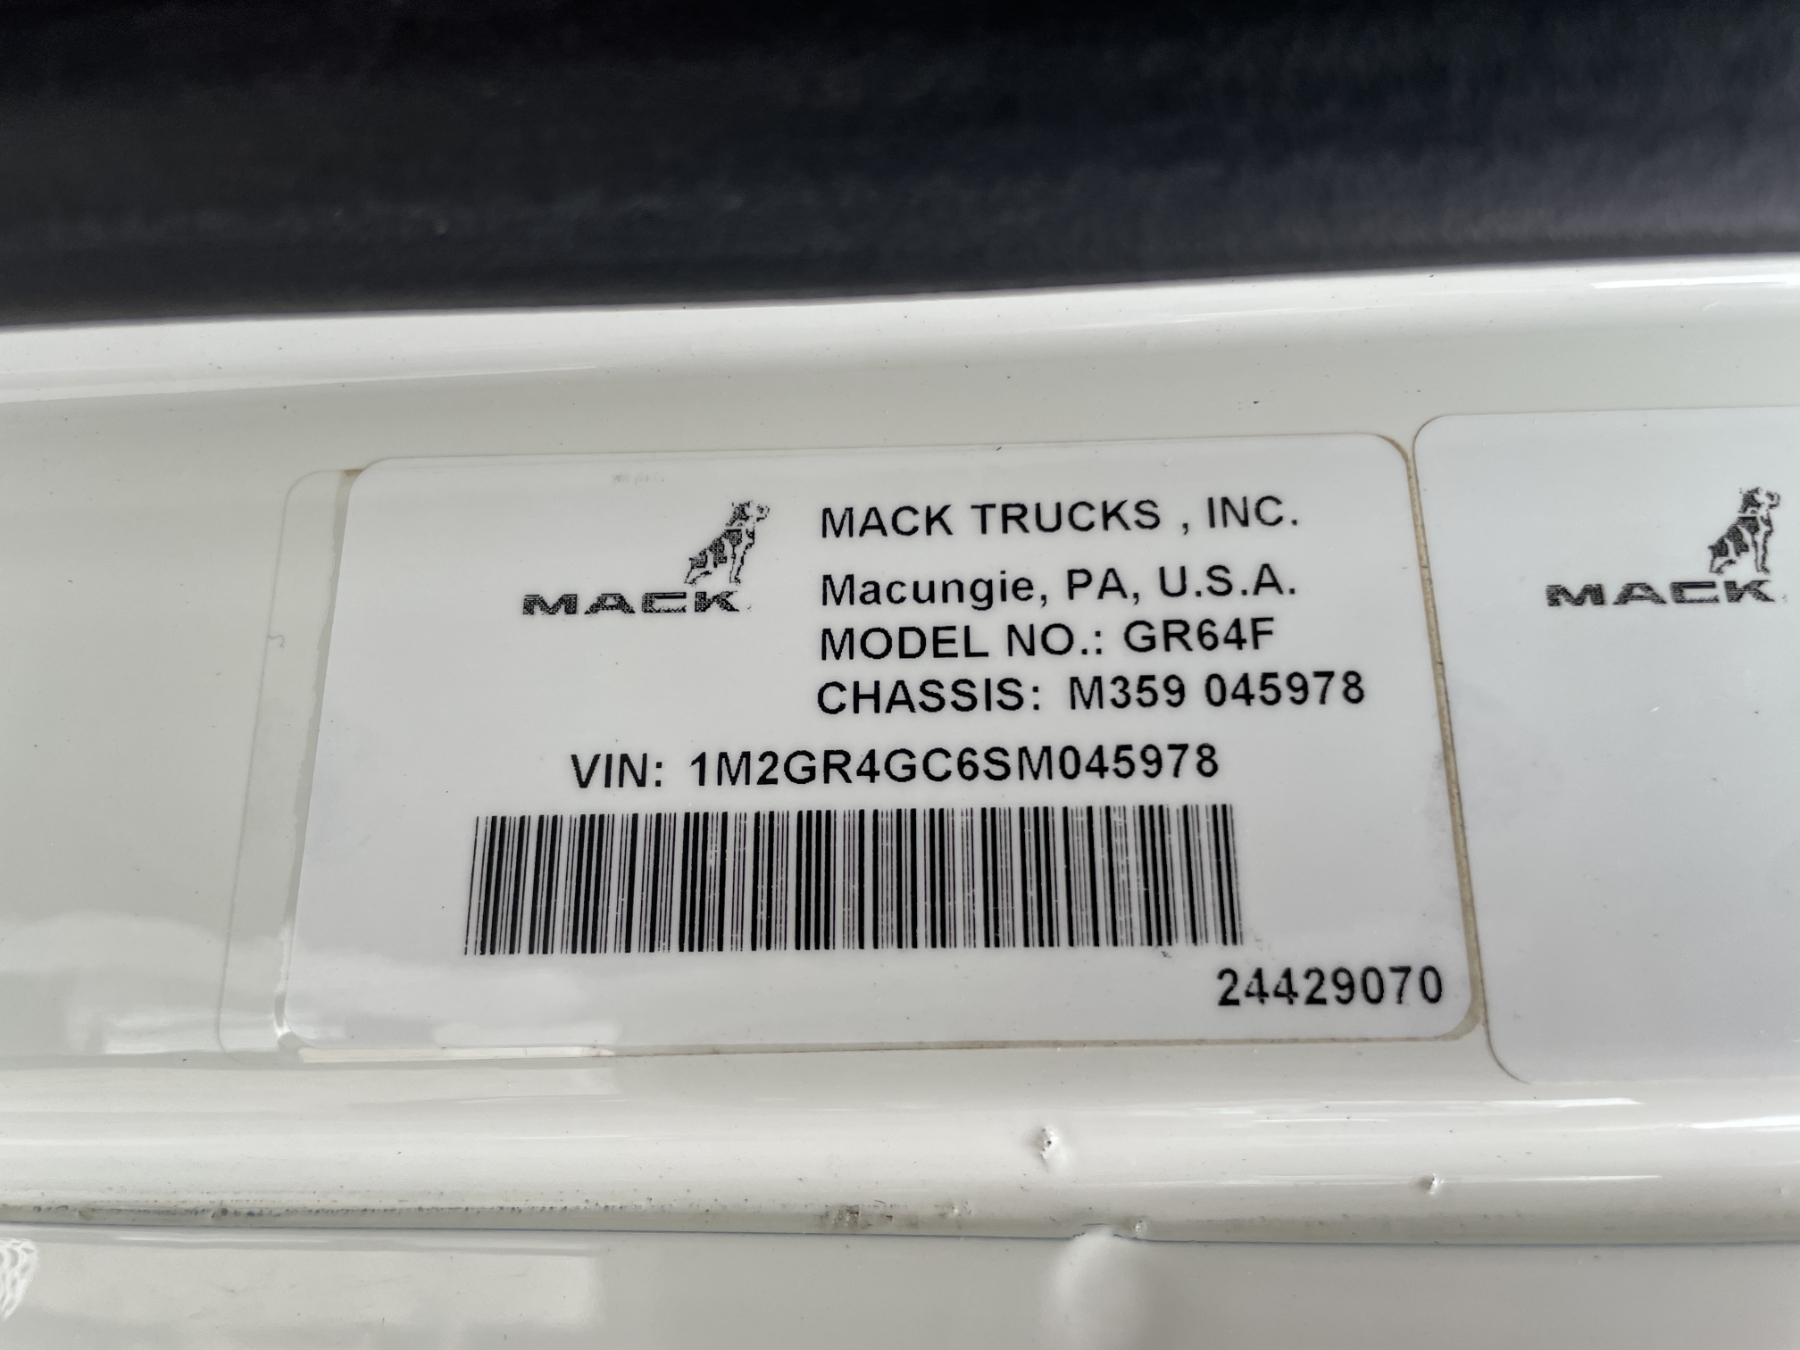 MACK
MACK TRUCKS , INC.
Macungie, PA, U.S.A.
MODEL NO.: GR64F
CHASSIS: M359 045978
VIN: 1M2GR4GC6SM045978
24429070
MACK